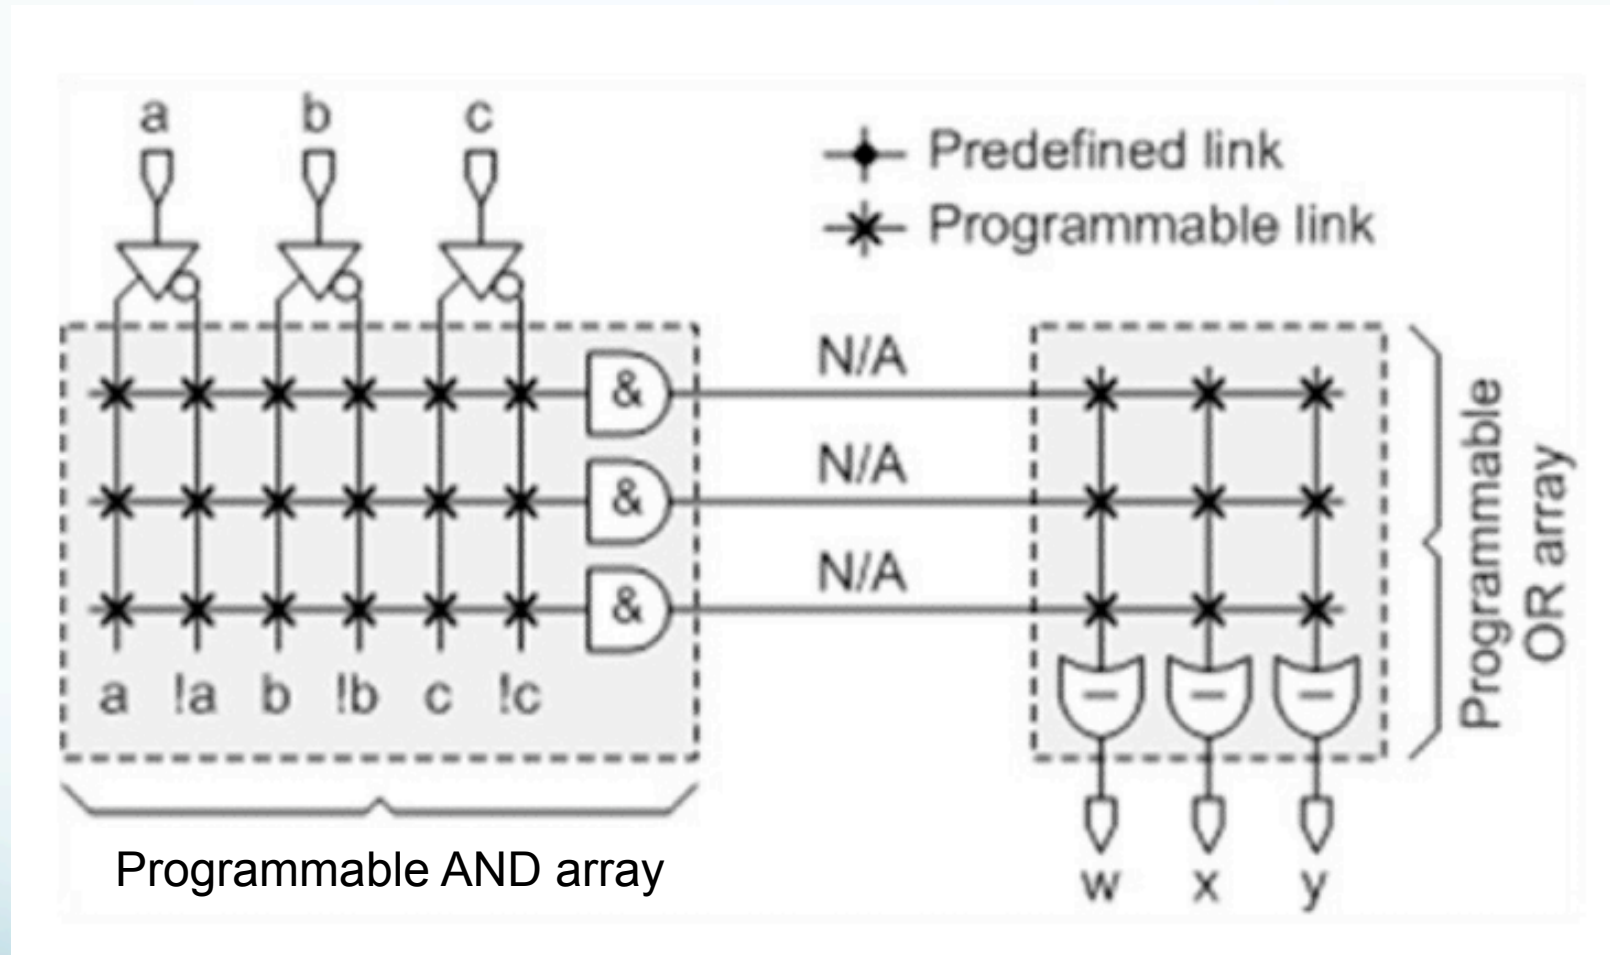 a b c
Predefined link
Programmable link
N/A
&
N/A
&
N/A
&
a !a b !b c !c
Programmable
OR array
Programmable AND array
w x y